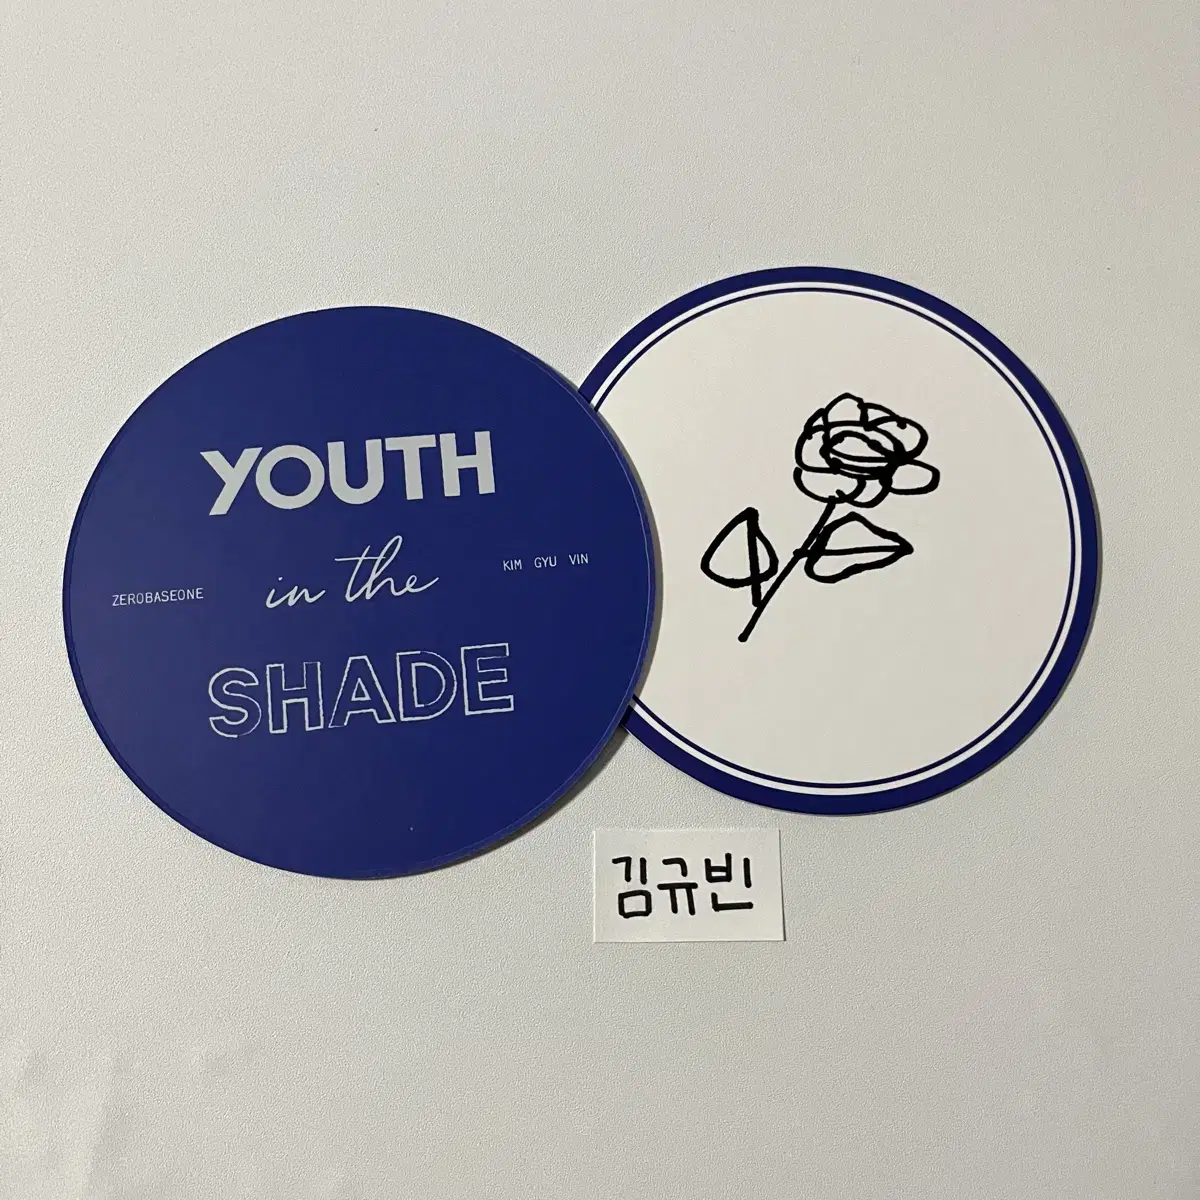 YOUTH
in the
ZEROBASEONE
KIM GYU VIN
SHADE
김규빈